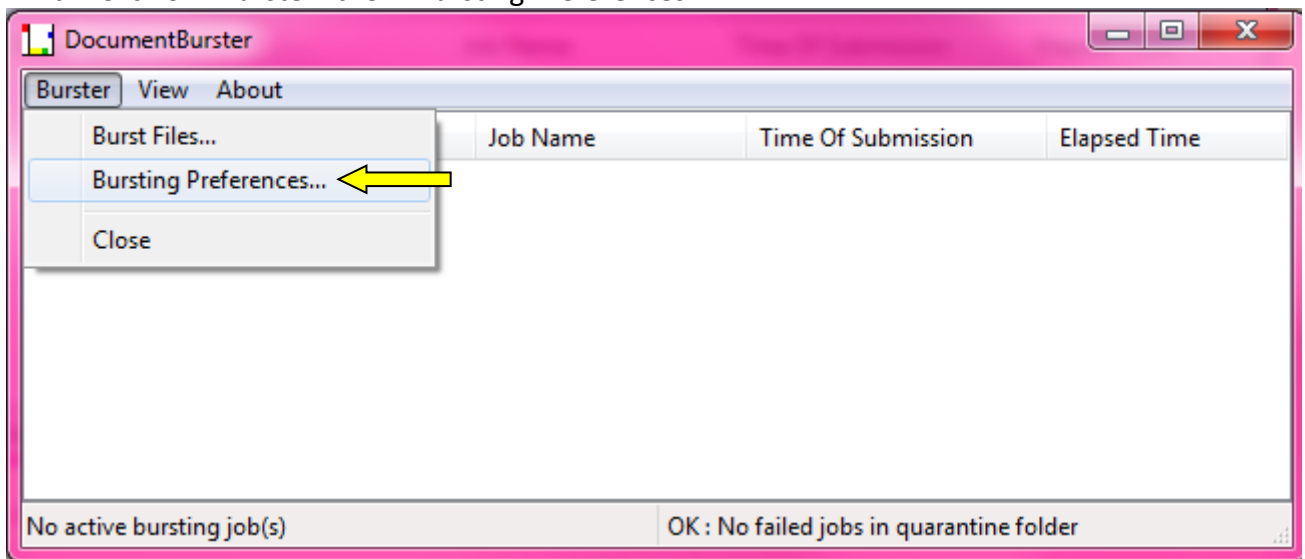 DocumentBurster
Burster View About
Burst Files...
Bursting Preferences...
Close
Job Name Time Of Submission Elapsed Time
No active bursting job(s) OK : No failed jobs in quarantine folder